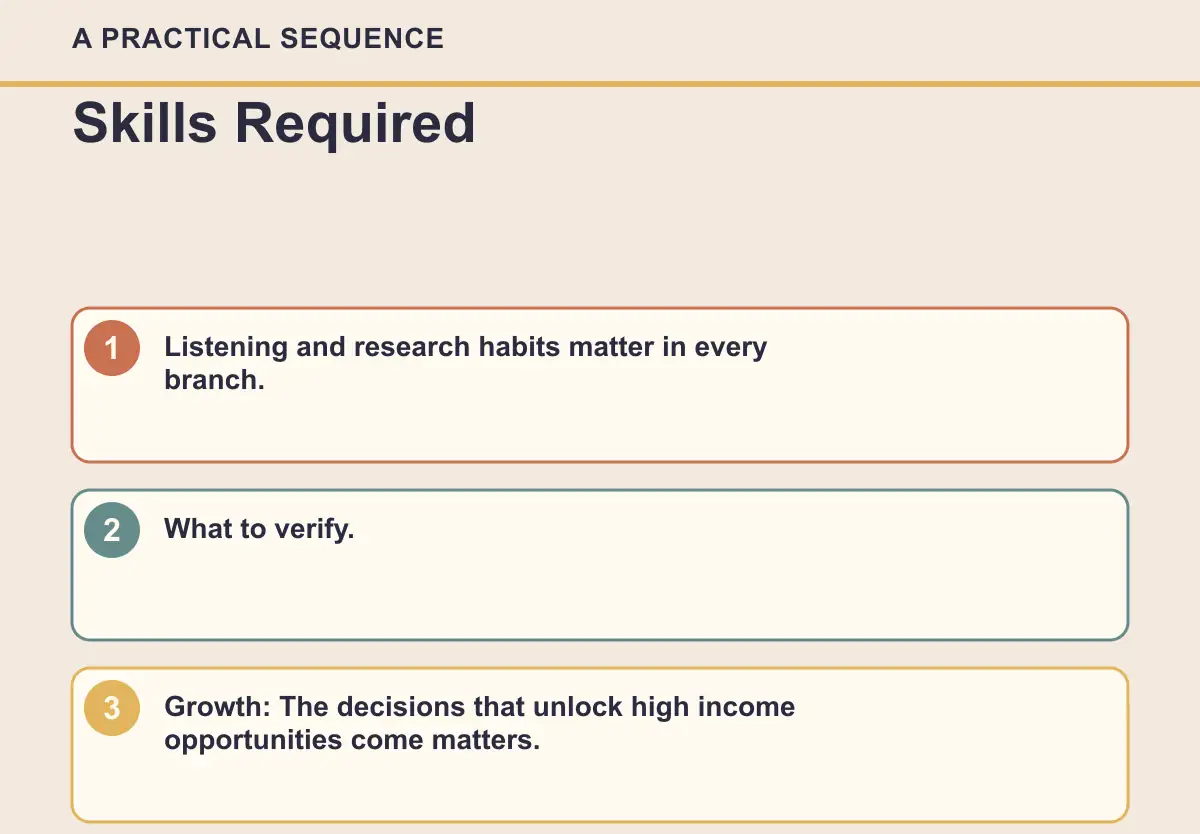 A PRACTICAL SEQUENCE
Skills Required
1
Listening and research habits matter in every
branch.
2
What to verify.
3
Growth: The decisions that unlock high income
opportunities come matters.